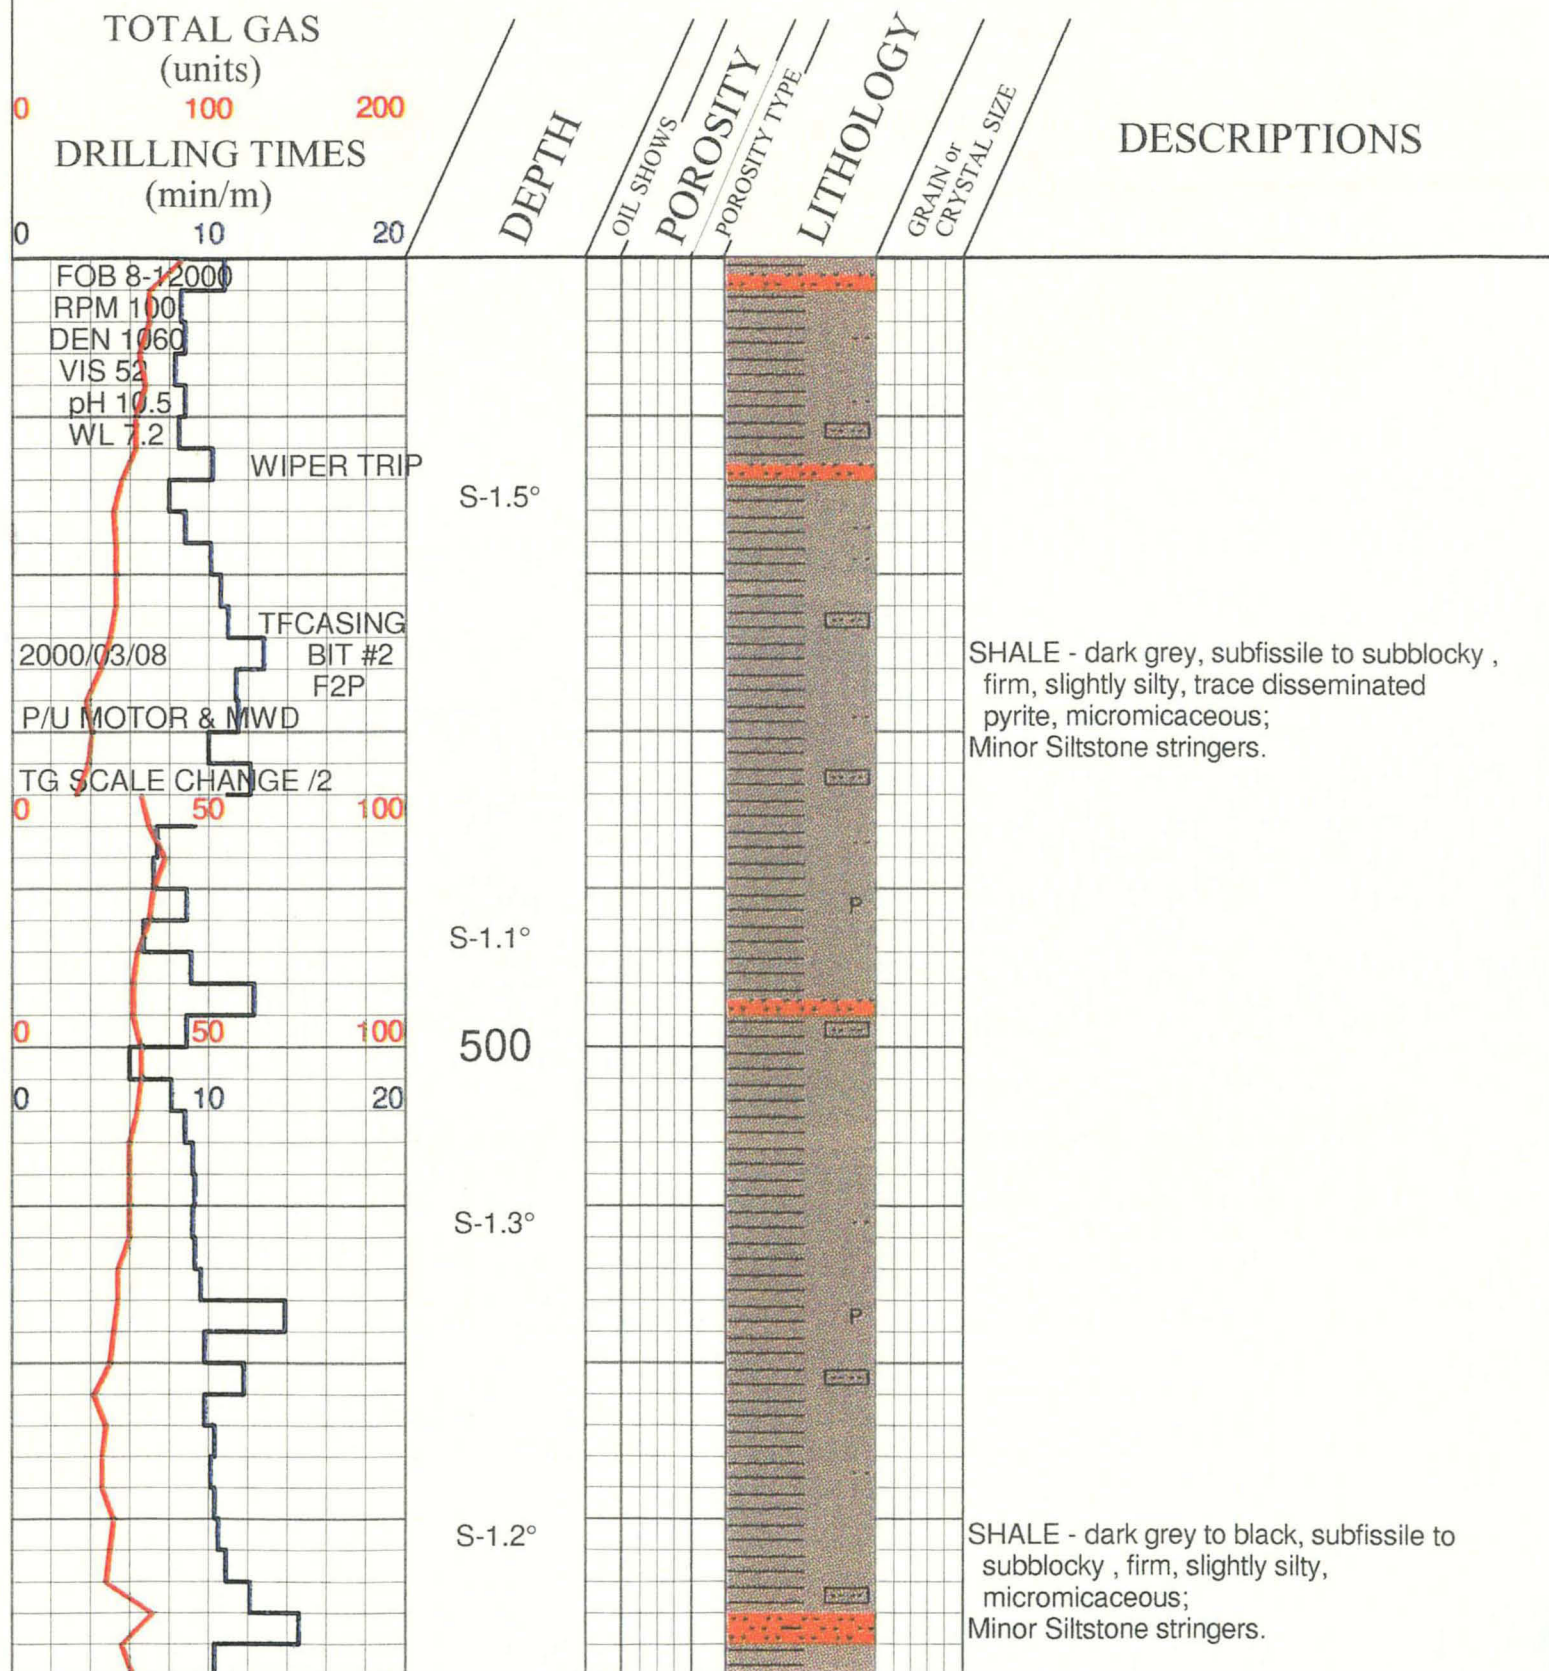 TOTAL GAS
(units)
0 100 200
DRILLING TIMES
(min/m)
0 10 20
DEPTH
OIL SHOWS
POROSITY
POROSITY TYPE
LITHOLOGY
GRAIN or
CRYSTAL SIZE
DESCRIPTIONS
FOB 8-12000
RPM 100
DEN 1060
VIS 52
pH 10.5
WL 7.2
WIPER TRIP
S-1.5°
TFCASING
2000/03/08 BIT #2
F2P
P/U MOTOR & MWD
TG SCALE CHANGE /2
0 50 100
SHALE - dark grey, subfissile to subblocky ,
firm, slightly silty, trace disseminated
pyrite, micromicaceous;
Minor Siltstone stringers.
P
S-1.1°
0 50 100
500
0 10 20
S-1.3°
P
S-1.2°
SHALE - dark grey to black, subfissile to
subblocky , firm, slightly silty,
micromicaceous;
Minor Siltstone stringers.